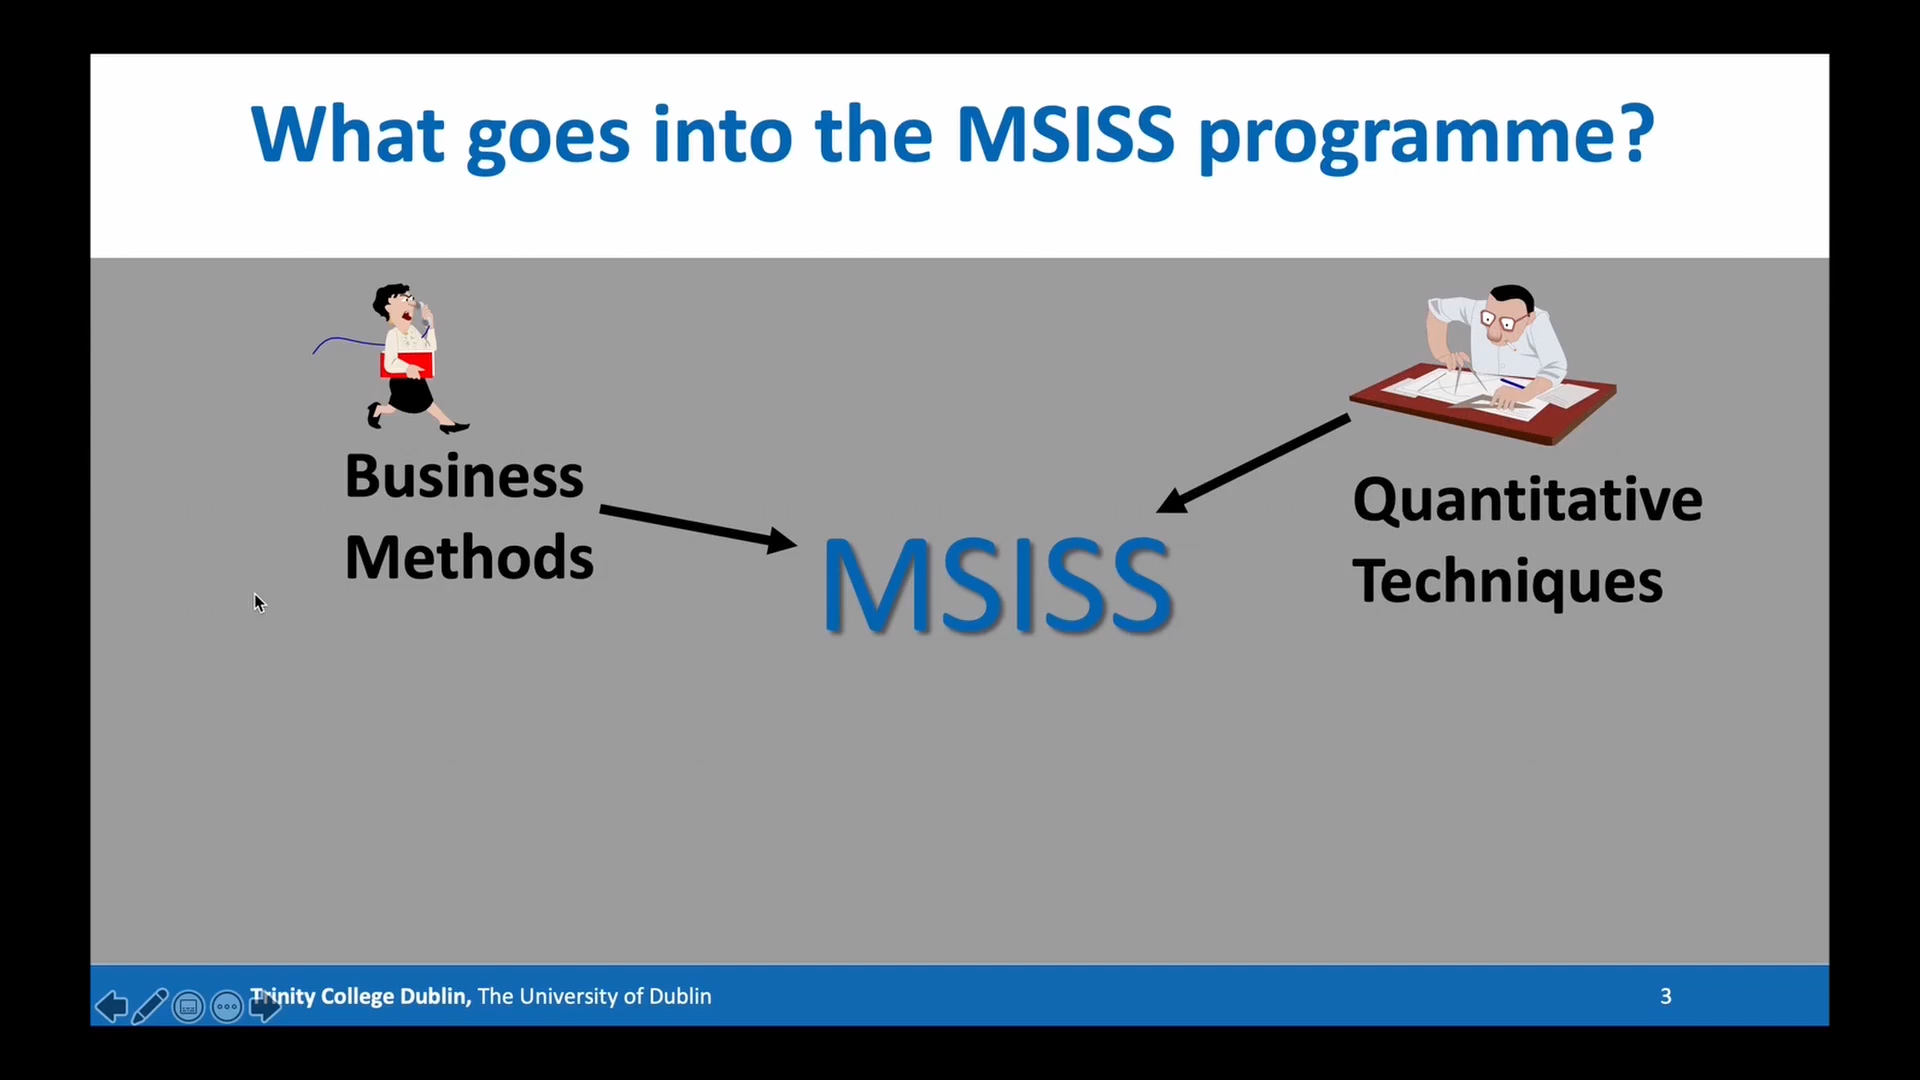 What goes into the MSISS programme?
Business
Methods
MSISS
Quantitative
Techniques
Trinity College Dublin, The University of Dublin
3